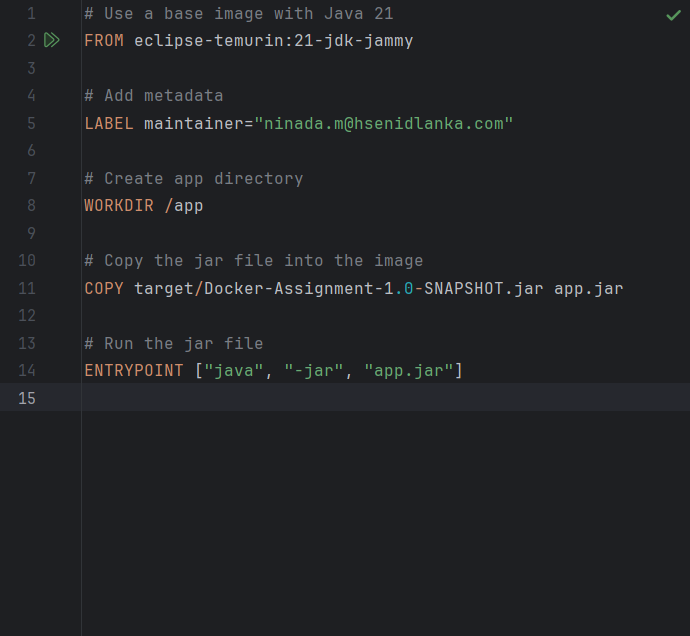 1 # Use a base image with Java 21
2 FROM eclipse-temurin:21-jdk-jammy
3
4 # Add metadata
5 LABEL maintainer="ninada.m@hsenidlanka.com"
6
7 # Create app directory
8 WORKDIR /app
9
10 # Copy the jar file into the image
11 COPY target/Docker-Assignment-1.0-SNAPSHOT.jar app.jar
12
13 # Run the jar file
14 ENTRYPOINT ["java", "-jar", "app.jar"]
15